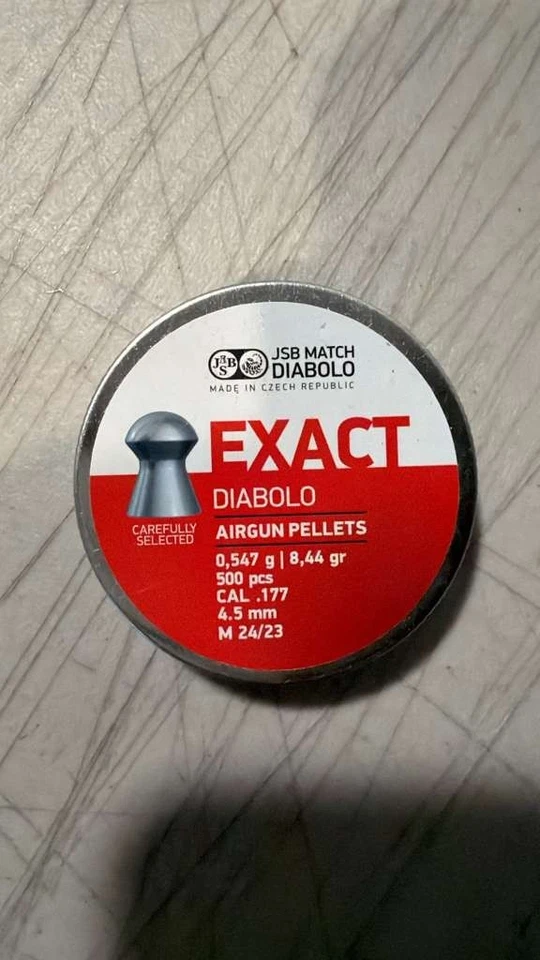 JSB
JSB MATCH
DIABOLO
MADE IN CZECH REPUBLIC
EXACT
DIABOLO
CAREFULLY
SELECTED
AIRGUN PELLETS
0,547 g | 8,44 gr
500 pcs
CAL .177
4.5 mm
M 24/23